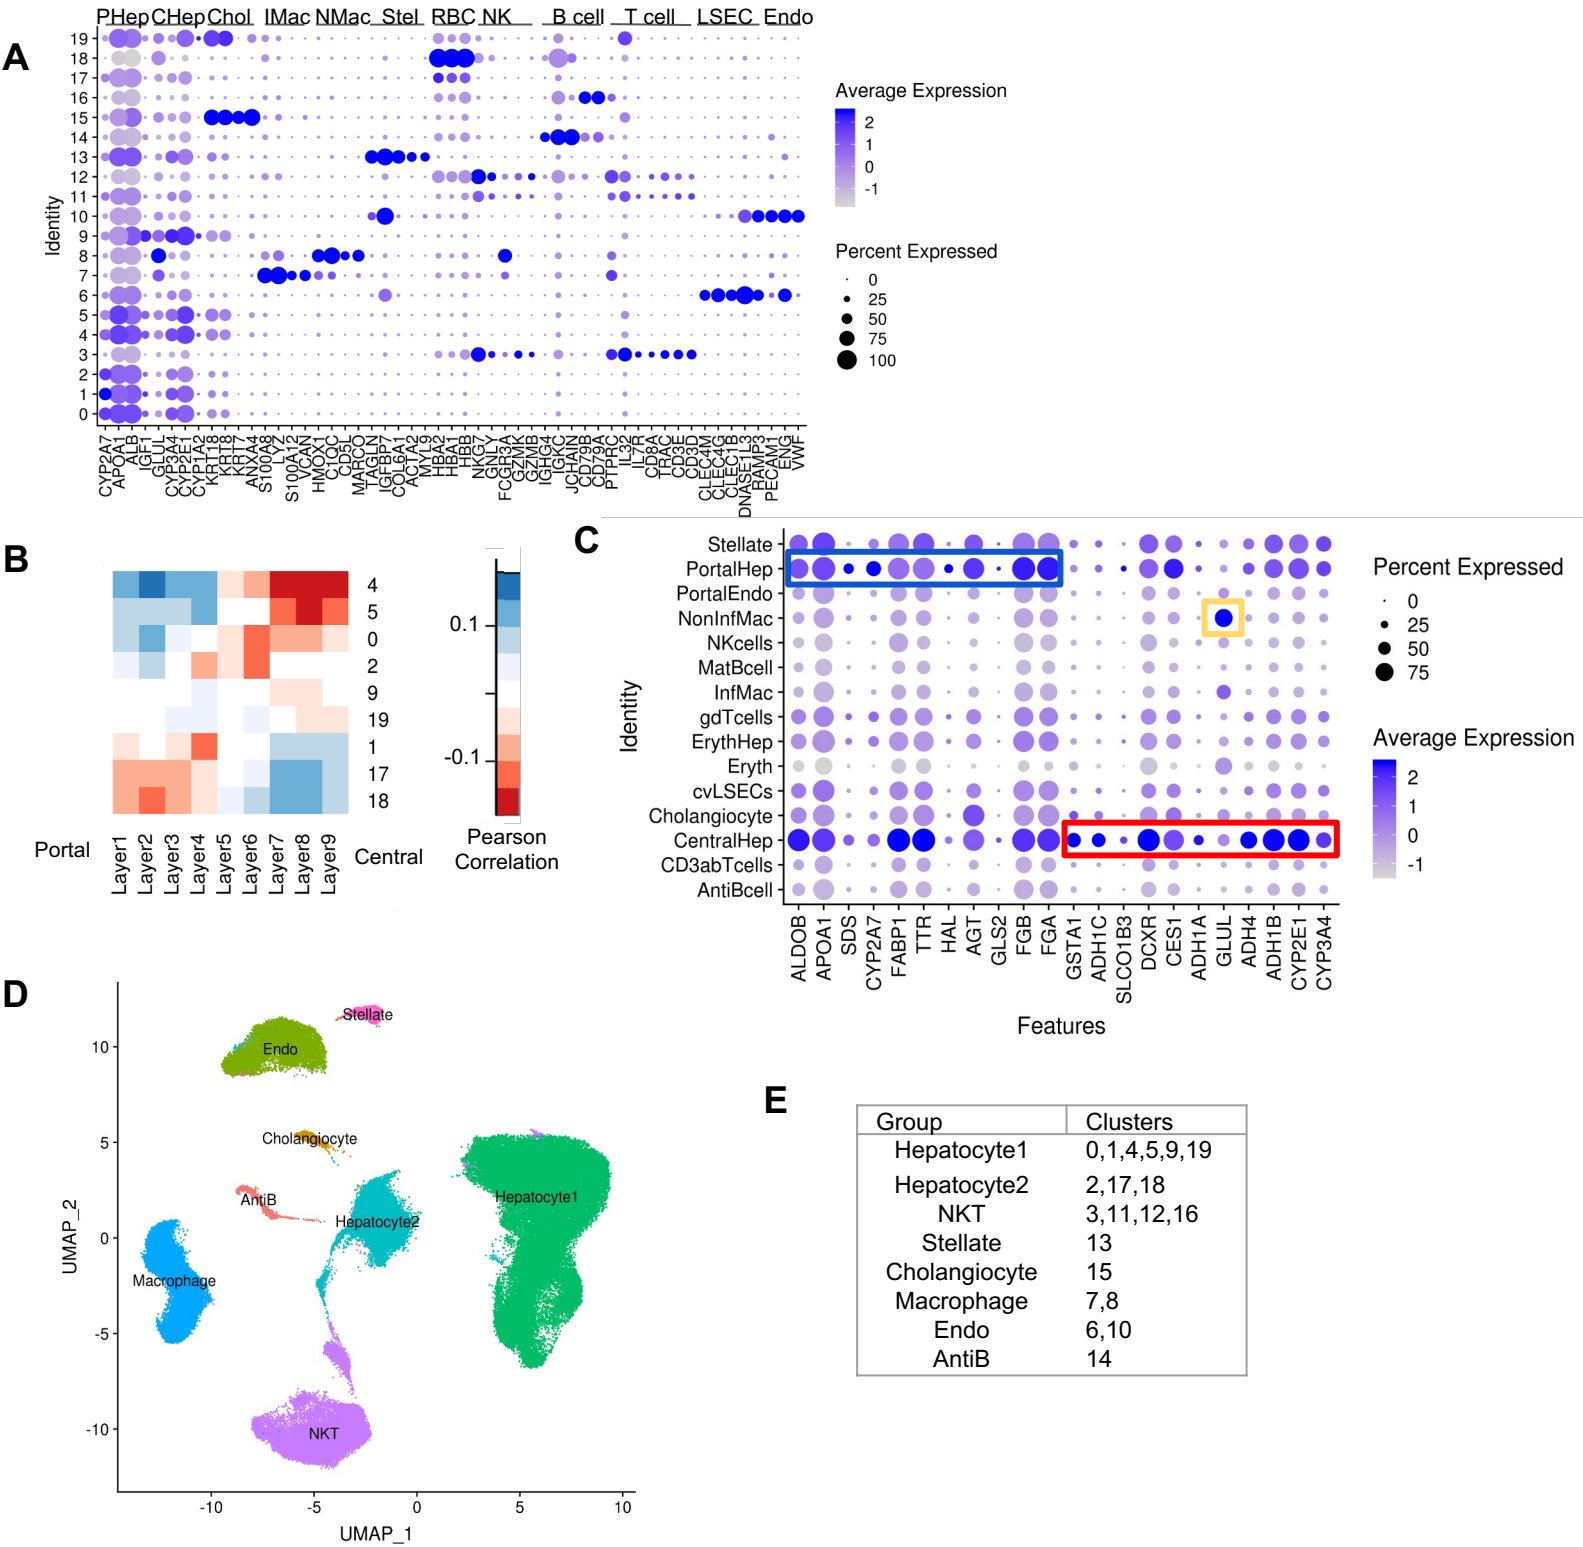 A
PHep CHep Chol IMac NMac Stel RBC NK B cell T cell LSEC Endo
Identity
19
18
17
16
15
14
13
12
11
10
9
8
7
6
5
4
3
2
1
0
CYP2A7 APOA1 ALB IGF1 GLUL CYP3A4 CYP2E1 CYP1A2 KRT18 KRT8 KRT7 ANXA4 S100A8 LYZ S100A12 VCAN HMOX1 C1QC CD5L MARCO TAGLN IGFBP7 COL6A1 ACTA2 MYL9 HBA2 HBA1 HBB NKG7 GNLY FCGR3A GZMK GZMB IGHG4 IGKC JCHAIN CD79B CD79A PTPRC IL32 IL7R CD8A TRAC CD3E CD3D CLEC4M CLEC4G CLEC1B DNASE1L3 RAMP3 PECAM1 ENG VWF
Average Expression
2
1
0
-1
Percent Expressed
0
25
50
75
100
B
4
5
0
2
9
19
1
17
18
Portal
Layer1 Layer2 Layer3 Layer4 Layer5 Layer6 Layer7 Layer8 Layer9
Central
0.1
-0.1
Pearson
Correlation
C
Identity
Stellate
PortalHep
PortalEndo
NonInfMac
NKcells
MatBcell
InfMac
gdTcells
ErythHep
Eryth
cvLSECs
Cholangiocyte
CentralHep
CD3abTcells
AntiBcell
ALDOB APOA1 SDS CYP2A7 FABP1 TTR HAL AGT GLS2 FGB FGA GSTA1 ADH1C SLCO1B3 DCXR CES1 ADH1A GLUL ADH4 ADH1B CYP2E1 CYP3A4
Features
Percent Expressed
0
25
50
75
Average Expression
2
1
0
-1
D
UMAP_2
10
5
0
-5
-10
Stellate
Endo
Cholangiocyte
AntiB
Hepatocyte1
Hepatocyte2
Macrophage
NKT
-10 -5 0 5 10
UMAP_1
E
Group Clusters
Hepatocyte1 0,1,4,5,9,19
Hepatocyte2 2,17,18
NKT 3,11,12,16
Stellate 13
Cholangiocyte 15
Macrophage 7,8
Endo 6,10
AntiB 14